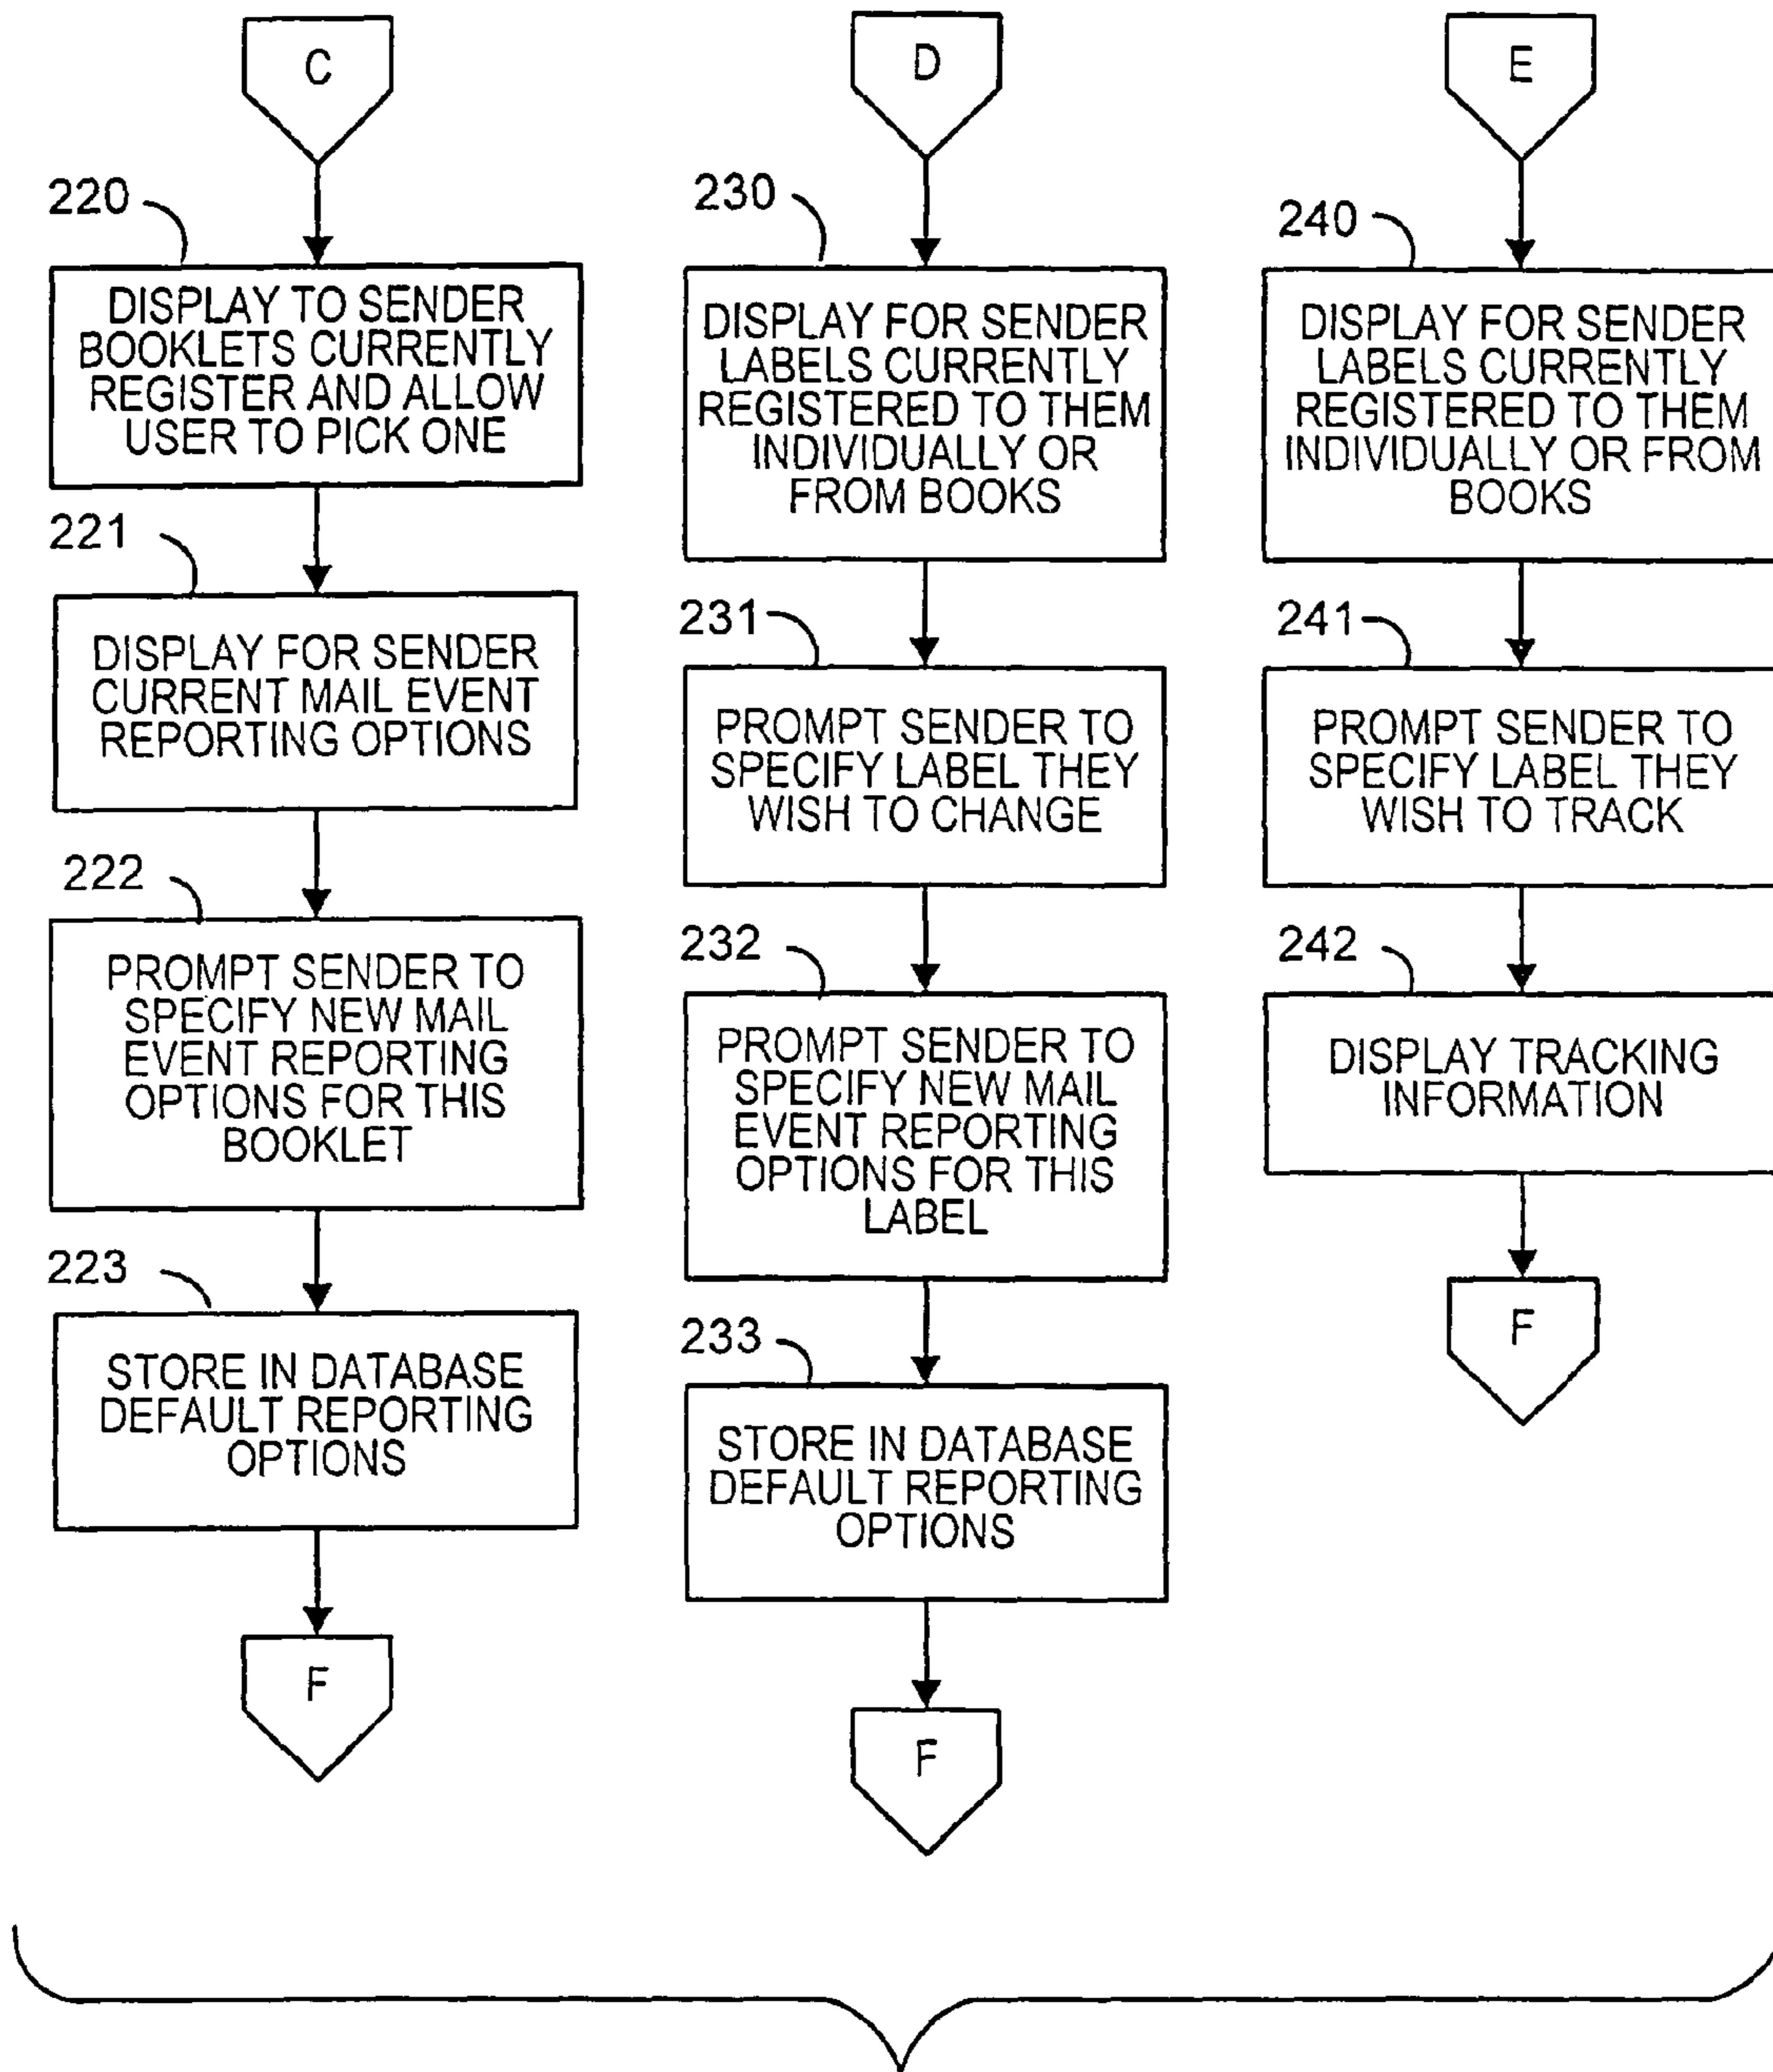 C
220
DISPLAY TO SENDER
BOOKLETS CURRENTLY
REGISTER AND ALLOW
USER TO PICK ONE
221
DISPLAY FOR SENDER
CURRENT MAIL EVENT
REPORTING OPTIONS
222
PROMPT SENDER TO
SPECIFY NEW MAIL
EVENT REPORTING
OPTIONS FOR THIS
BOOKLET
223
STORE IN DATABASE
DEFAULT REPORTING
OPTIONS
F
D
230
DISPLAY FOR SENDER
LABELS CURRENTLY
REGISTERED TO THEM
INDIVIDUALLY OR
FROM BOOKS
231
PROMPT SENDER TO
SPECIFY LABEL THEY
WISH TO CHANGE
232
PROMPT SENDER TO
SPECIFY NEW MAIL
EVENT REPORTING
OPTIONS FOR THIS
LABEL
233
STORE IN DATABASE
DEFAULT REPORTING
OPTIONS
F
E
240
DISPLAY FOR SENDER
LABELS CURRENTLY
REGISTERED TO THEM
INDIVIDUALLY OR FROM
BOOKS
241
PROMPT SENDER TO
SPECIFY LABEL THEY
WISH TO TRACK
242
DISPLAY TRACKING
INFORMATION
F